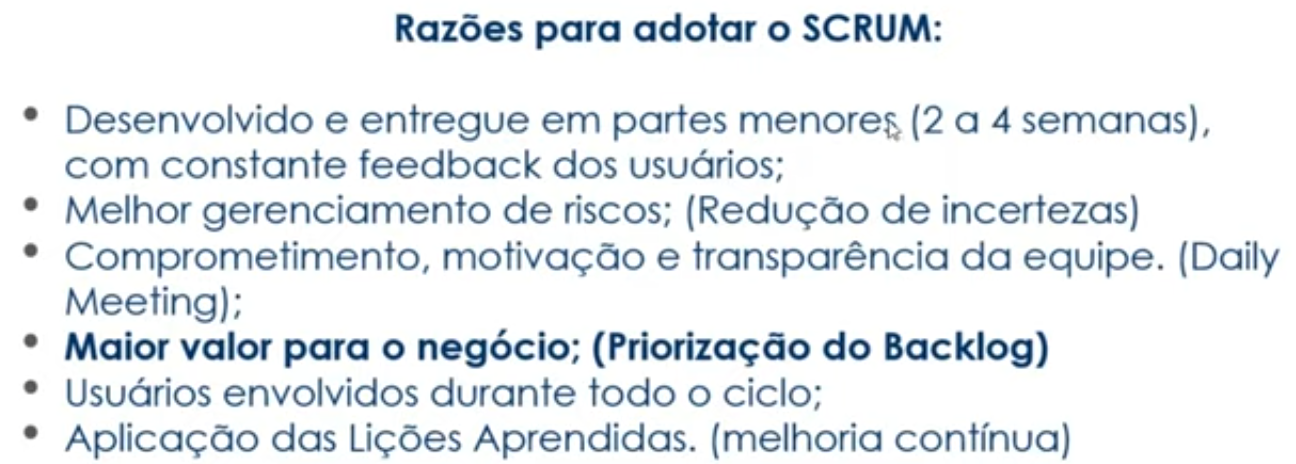 Razões para adotar o SCRUM:
• Desenvolvido e entregue em partes menores (2 a 4 semanas),
com constante feedback dos usuários;
• Melhor gerenciamento de riscos; (Redução de incertezas)
• Comprometimento, motivação e transparência da equipe. (Daily
Meeting);
• Maior valor para o negócio; (Priorização do Backlog)
• Usuários envolvidos durante todo o ciclo;
• Aplicação das Lições Aprendidas. (melhoria contínua)